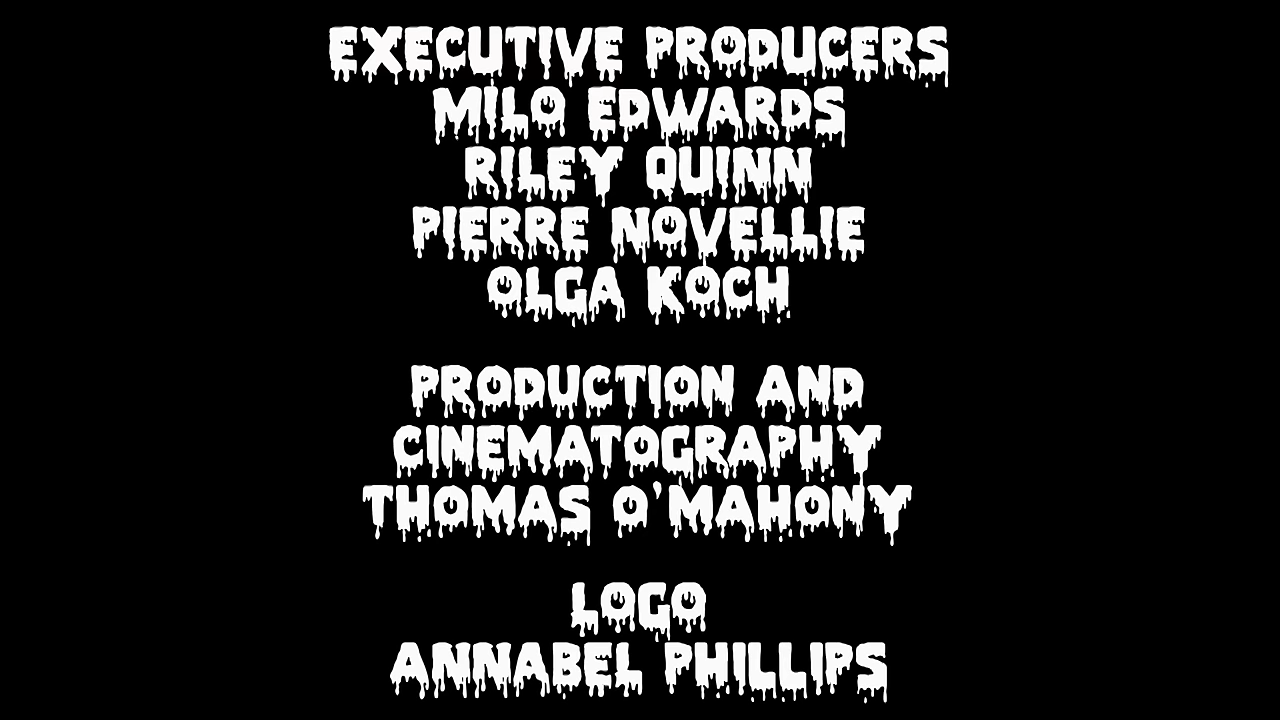 EXECUTIVE PRODUCERS
MILO EDWARDS
RILEY QUINN
PIERRE NOVELLIE
OLGA KOCH
PRODUCTION AND
CINEMATOGRAPHY
THOMAS O'MAHONY
LOGO
ANNABEL PHILLIPS